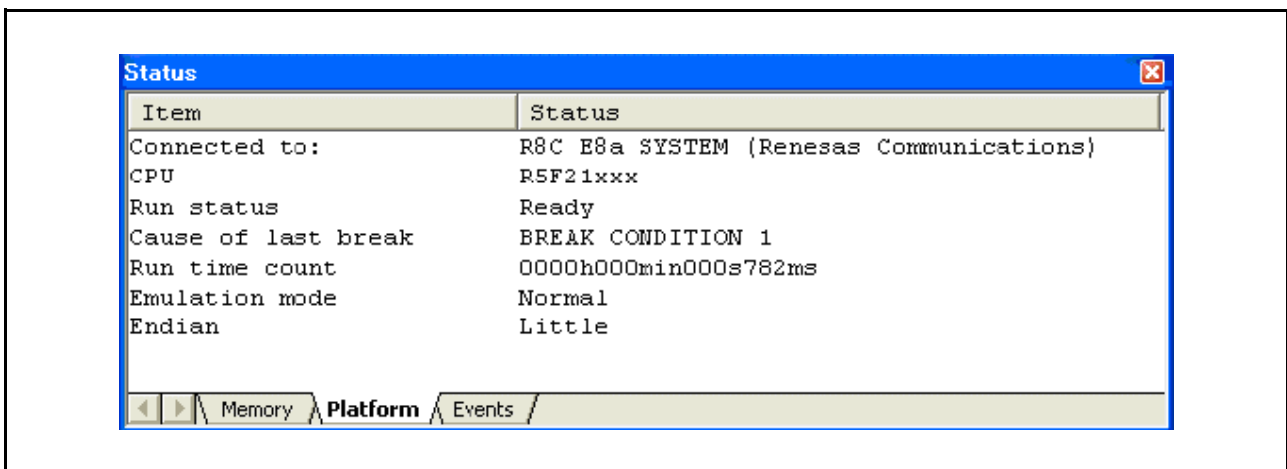 Status
Item Status
Connected to: R8C E8a SYSTEM (Renesas Communications)
CPU R5F21xxx
Run status Ready
Cause of last break BREAK CONDITION 1
Run time count 0000h000min000s782ms
Emulation mode Normal
Endian Little
Memory Platform Events